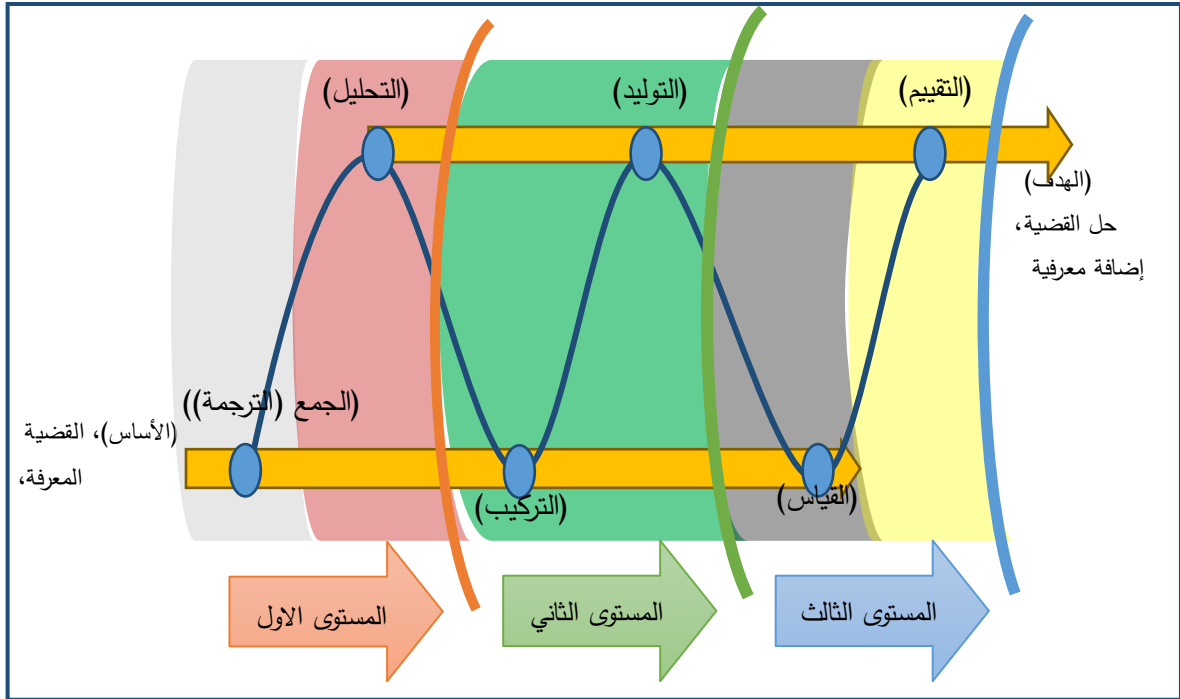 (التحليل)
(التوليد)
(التقييم)
(الهدف)
حل القضية،
إضافة معرفية
الجمع (الترجمة))
(الأساس)، القضية
المعرفة،
(التركيب)
(القياس)
المستوى الاول
المستوى الثاني
المستوى الثالث